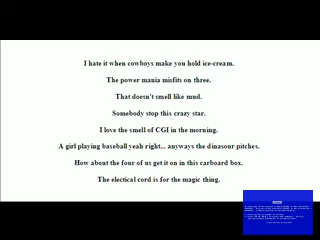 I hate it when cowboys make you hold ice-cream.
The power mania misfits on three.
That doesn't smell like mud.
Somebody stop this crazy star.
I love the smell of CGI in the morning.
A girl playing baseball yeah right... anyways the dinasour pitches.
How about the four of us get it on in this carboard box.
The electical cord is for the magic thing.